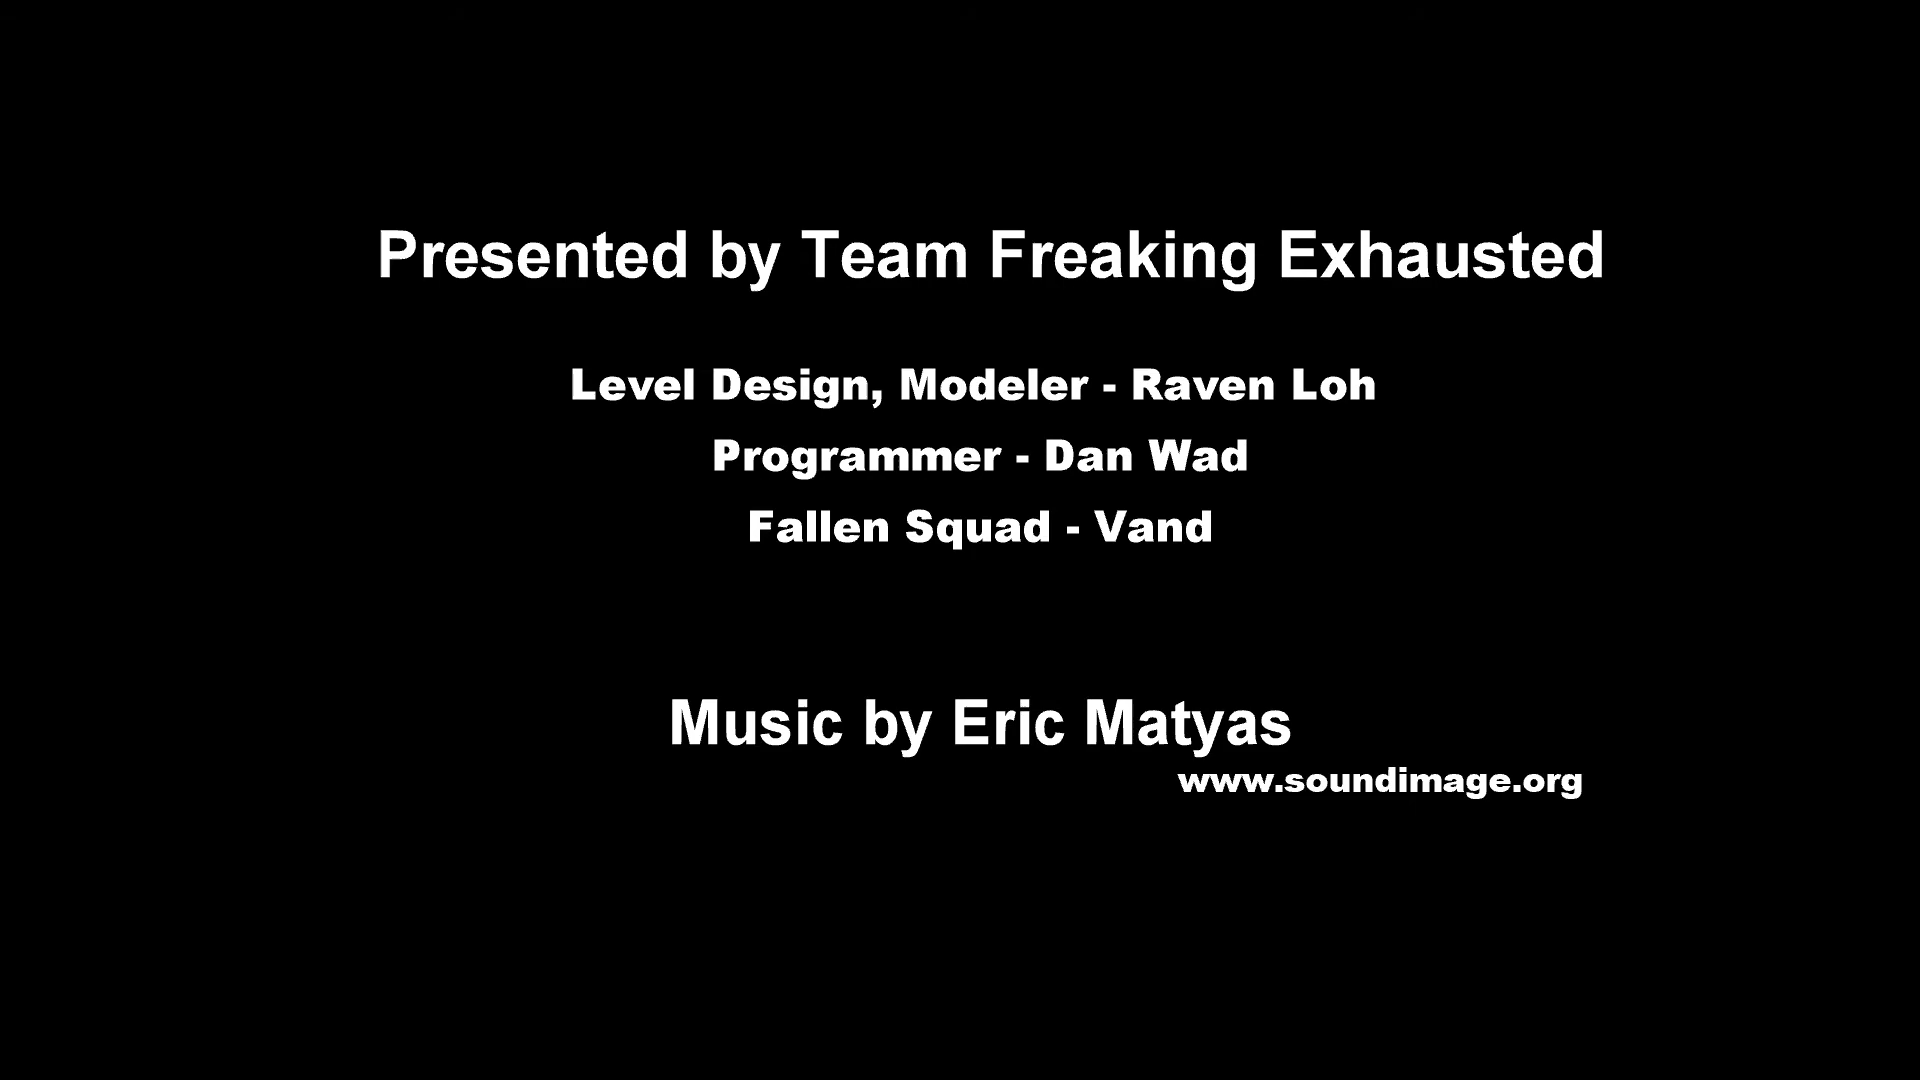 Presented by Team Freaking Exhausted
Level Design, Modeler - Raven Loh
Programmer - Dan Wad
Fallen Squad - Vand
Music by Eric Matyas
www.soundimage.org